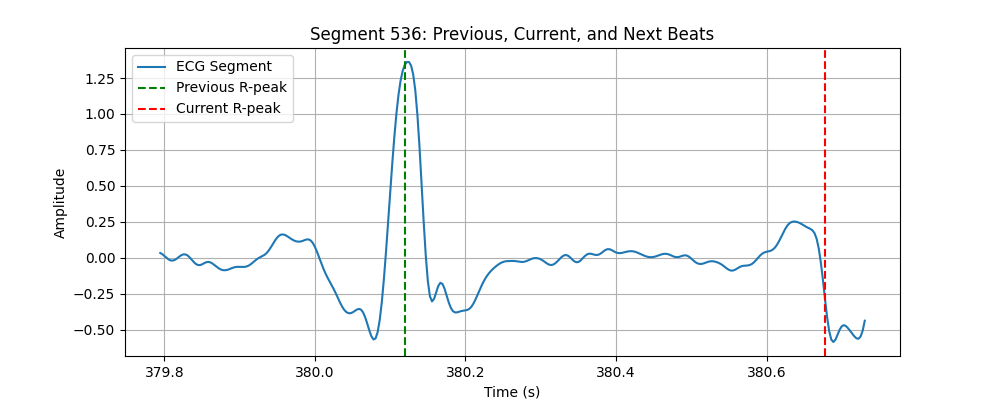 Segment 536: Previous, Current, and Next Beats
ECG Segment
Previous R-peak
Current R-peak
Amplitude
1.25
1.00
0.75
0.50
0.25
0.00
−0.25
−0.50
379.8 380.0 380.2 380.4 380.6
Time (s)